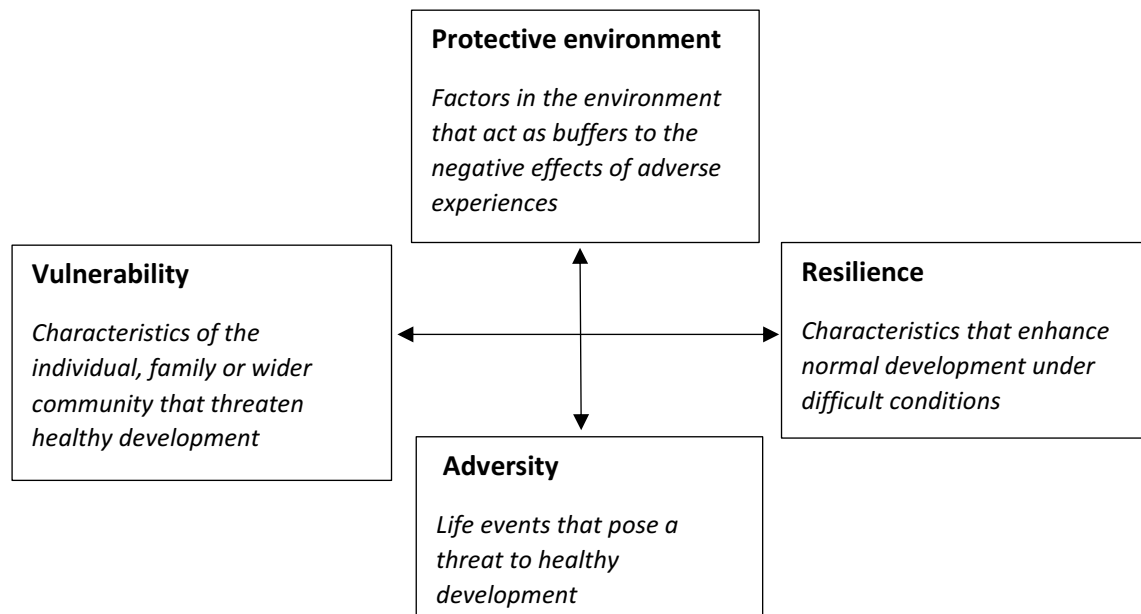 Protective environment
Factors in the environment
that act as buffers to the
negative effects of adverse
experiences
Vulnerability
Characteristics of the
individual, family or wider
community that threaten
healthy development
Resilience
Characteristics that enhance
normal development under
difficult conditions
Adversity
Life events that pose a
threat to healthy
development